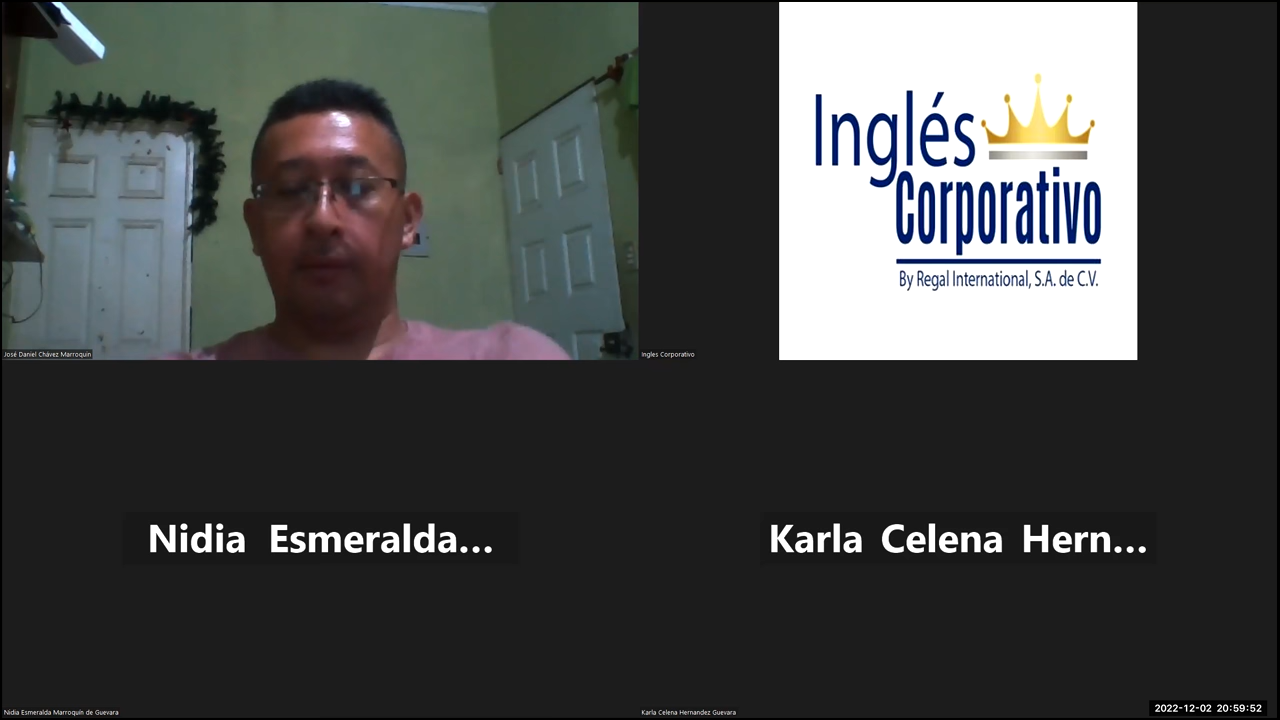 Inglés
Corporativo
By Regal International, S.A. de C.V.
José Daniel Chávez Marroquin
Ingles Corporativo
Nidia Esmeralda...
Karla Celena Hern...
Nidia Esmeralda Marroquín de Guevara
Karla Celena Hernandez Guevara
2022-12-02 20:59:52